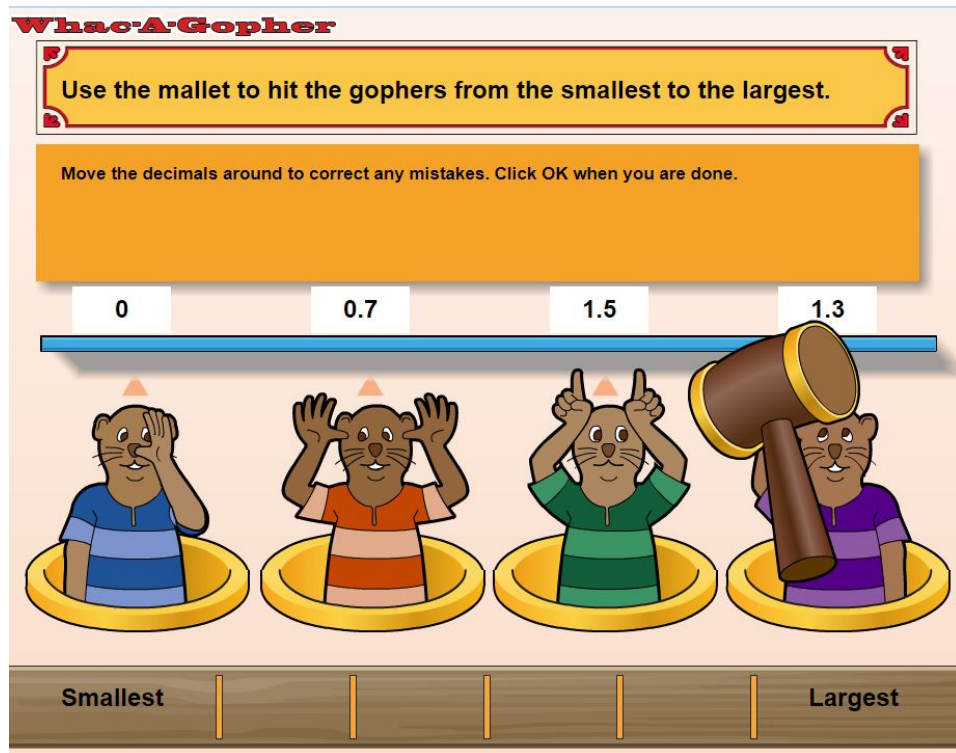 Whac-A-Gopher
Use the mallet to hit the gophers from the smallest to the largest.
Move the decimals around to correct any mistakes. Click OK when you are done.
0 0.7 1.5 1.3
Smallest Largest